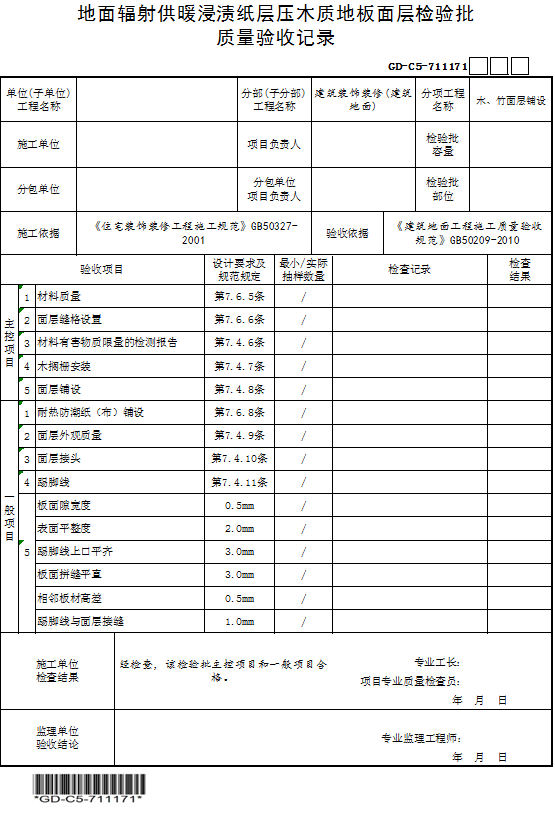 地面辐射供暖浸渍纸层压木质地板面层检验批
质量验收记录
GD-C5-711171
单位(子单位)
工程名称
分部(子分部)
工程名称
建筑装饰装修(建筑
地面)
分项工程
名称
木、竹面层铺设
施工单位
项目负责人
检验批
容量
分包单位
分包单位
项目负责人
检验批
部位
施工依据
《住宅装饰装修工程施工规范》GB50327-
2001
验收依据
《建筑地面工程施工质量验收
规范》GB50209-2010
验收项目
设计要求及
规范规定
最小/实际
抽样数量
检查记录
检查
结果
主控项目
1 材料质量 第7.6.5条 /
2 面层缝格设置 第7.6.6条 /
3 材料有害物质限量的检测报告 第7.4.6条 /
4 木搁栅安装 第7.4.7条 /
5 面层铺设 第7.4.8条 /
一般项目
1 耐热防潮纸（布）铺设 第7.6.8条 /
2 面层外观质量 第7.4.9条 /
3 面层接头 第7.4.10条 /
4 踢脚线 第7.4.11条 /
5
板面隙宽度 0.5mm /
表面平整度 2.0mm /
踢脚线上口平齐 3.0mm /
板面拼缝平直 3.0mm /
相邻板材高差 0.5mm /
踢脚线与面层接缝 1.0mm /
施工单位
检查结果
经检查，该检验批主控项目和一般项目合
格。
专业工长：
项目专业质量检查员：
年 月 日
监理单位
验收结论
专业监理工程师：
年 月 日
*GD-C5-711171*